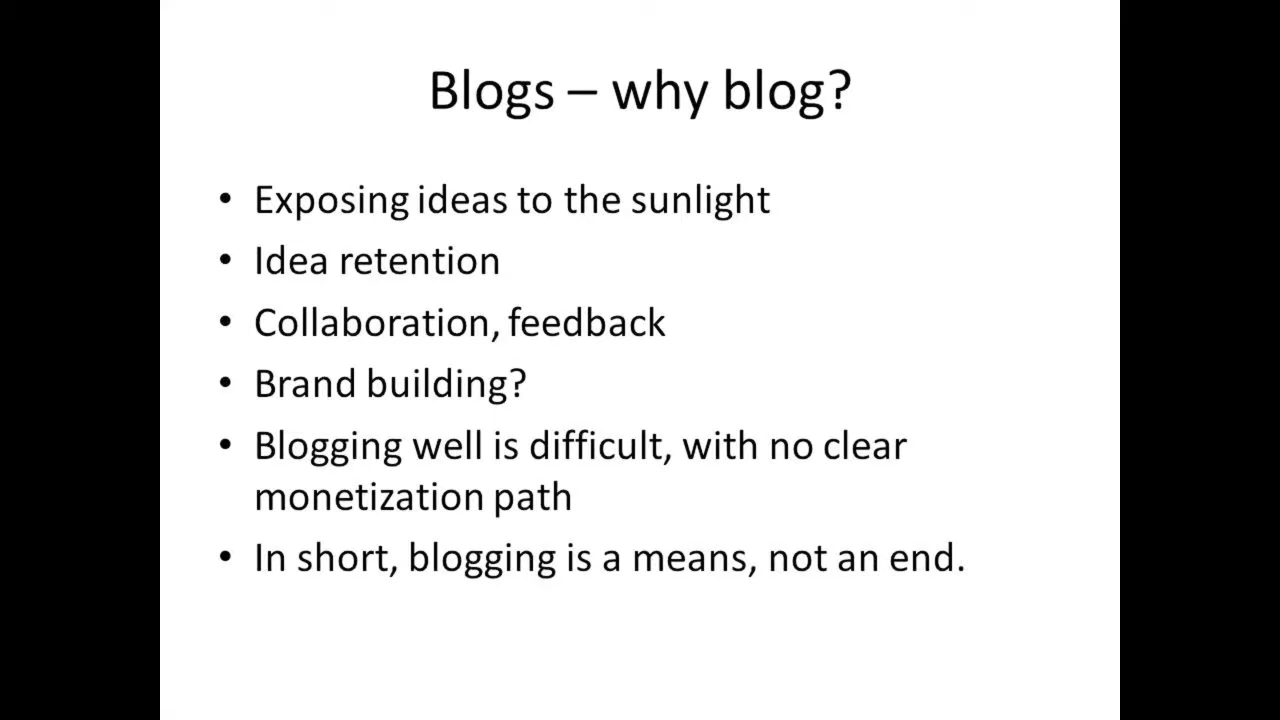 Blogs – why blog?
• Exposing ideas to the sunlight
• Idea retention
• Collaboration, feedback
• Brand building?
• Blogging well is difficult, with no clear
monetization path
• In short, blogging is a means, not an end.